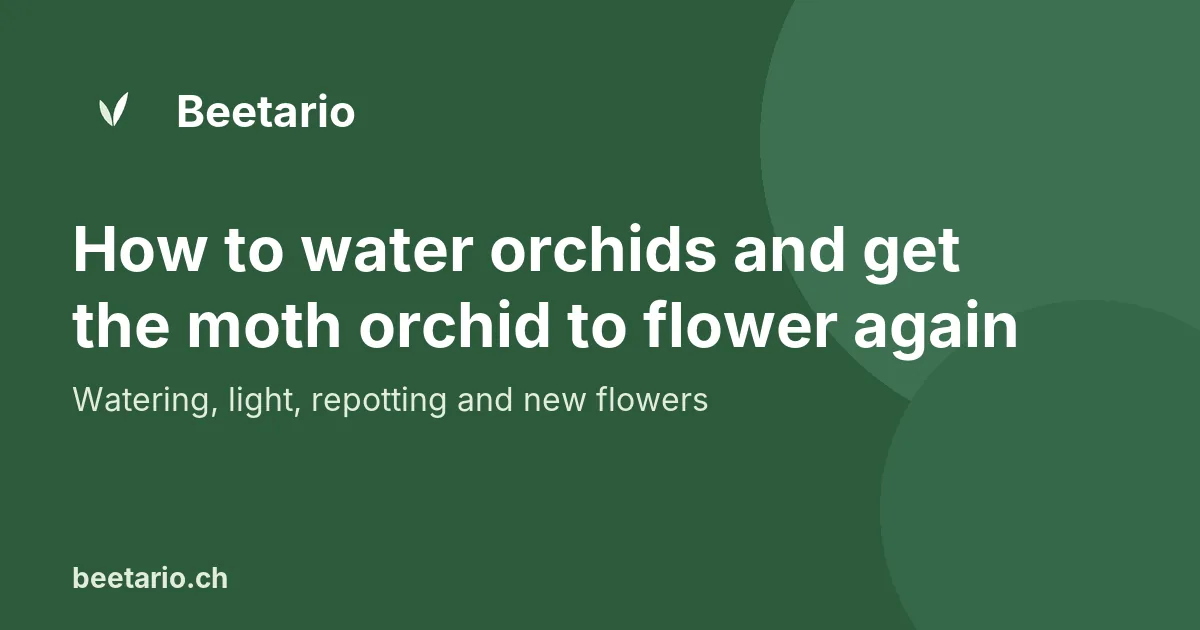 Beetario
How to water orchids and get
the moth orchid to flower again
Watering, light, repotting and new flowers
beetario.ch